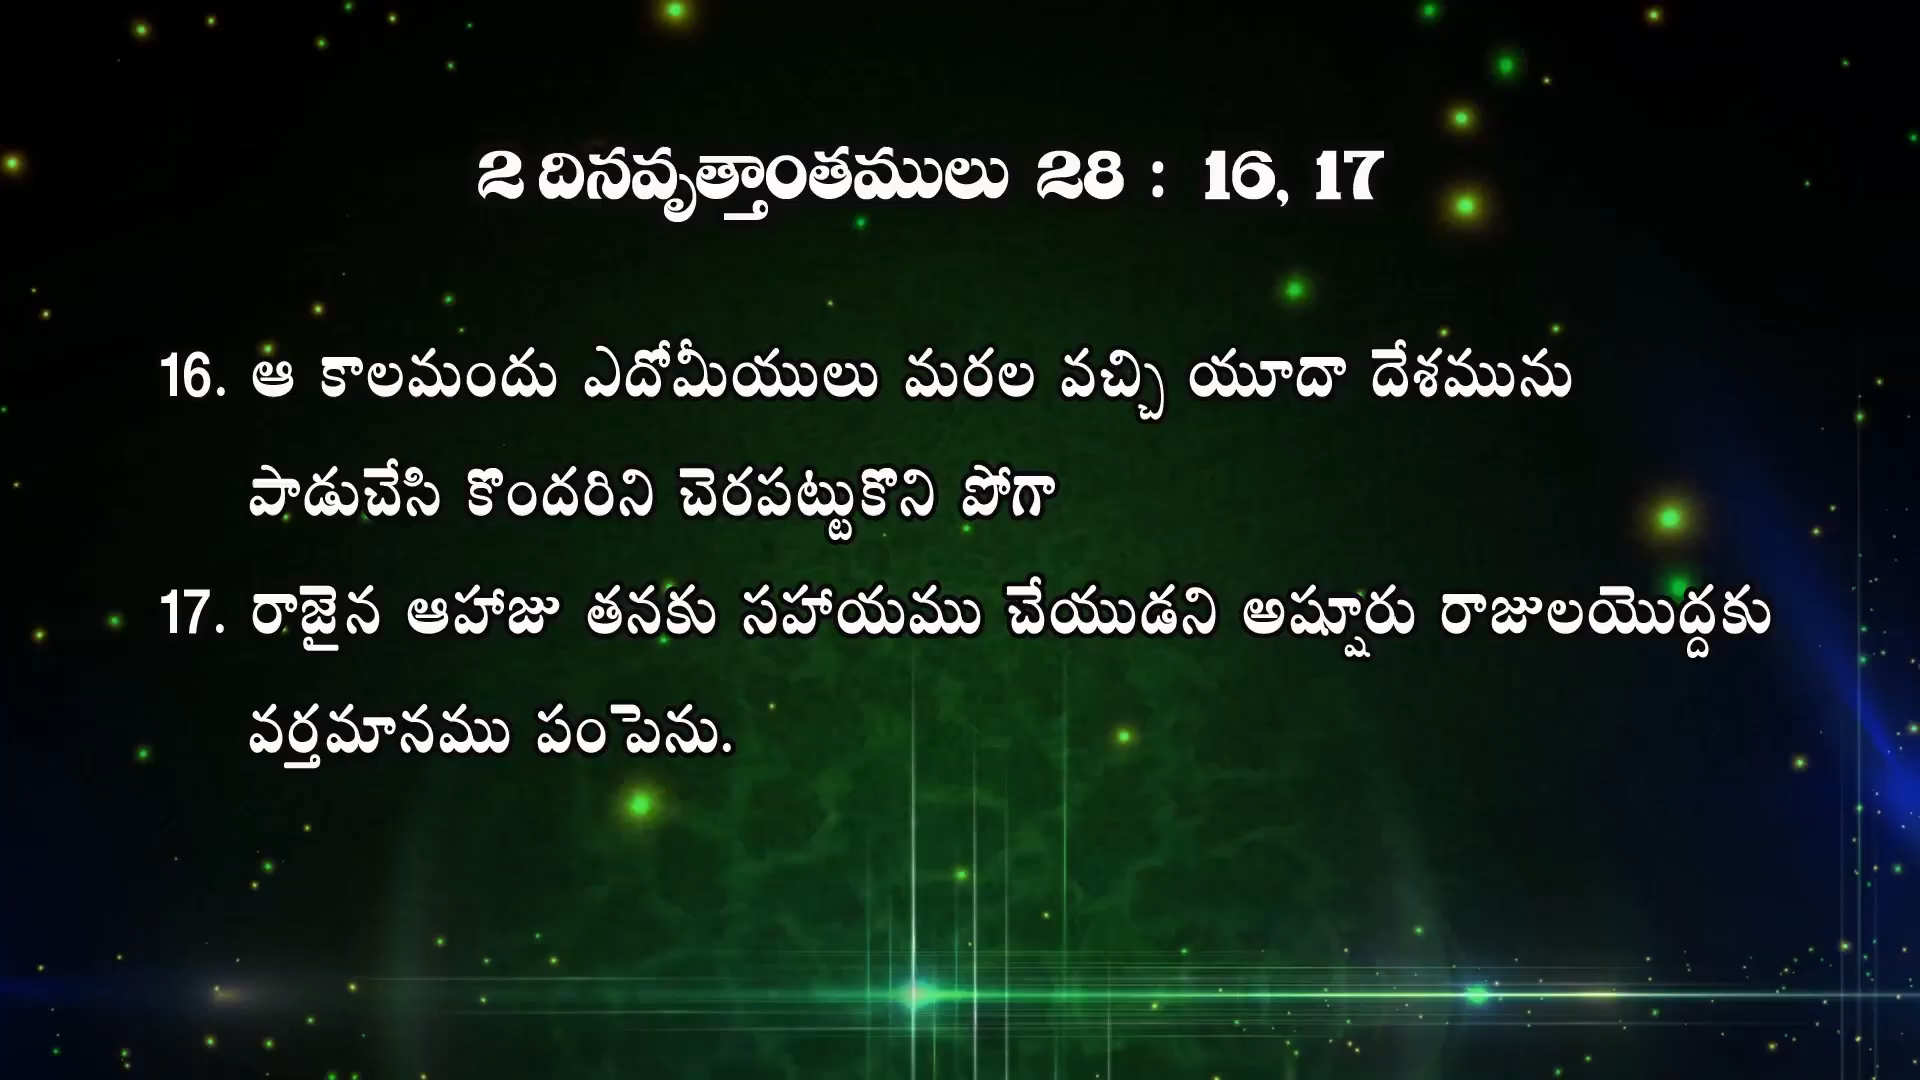 2 దినవృత్తాంతములు 28 : 16, 17
16. ఆ కాలమందు ఎదోమీయులు మరల వచ్చి యూదా దేశమును
పాడుచేసి కొందరిని చెరపట్టుకొని పోగా
17. రాజైన ఆహాజు తనకు సహాయము చేయుడని అష్షూరు రాజులయొద్దకు
వర్తమానము పంపెను.